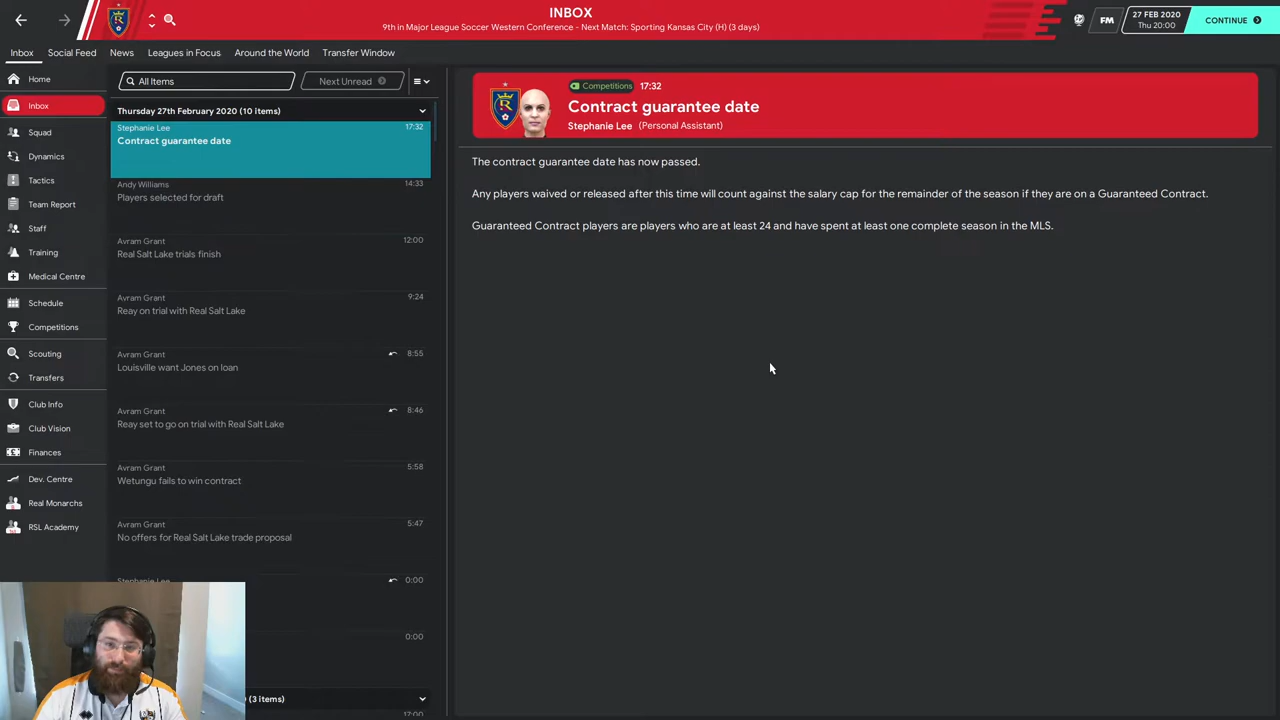 INBOX
9th in Major League Soccer Western Conference - Next Match: Sporting Kansas City (H) (3 days)
FM
27 FEB 2020
Thu 20:00
CONTINUE
Inbox
Social Feed
News
Leagues in Focus
Around the World
Transfer Window
Home
Inbox
Squad
Dynamics
Tactics
Team Report
Staff
Training
Medical Centre
Schedule
Competitions
Scouting
Transfers
Club Info
Club Vision
Finances
Dev. Centre
Real Monarchs
RSL Academy
All Items
Next Unread
Thursday 27th February 2020 (10 items)
Stephanie Lee 17:32
Contract guarantee date
Andy Williams 14:33
Players selected for draft
Avram Grant 12:00
Real Salt Lake trials finish
Avram Grant 9:24
Reay on trial with Real Salt Lake
Avram Grant 8:55
Louisville want Jones on loan
Avram Grant 8:46
Reay set to go on trial with Real Salt Lake
Avram Grant 5:58
Wetungu fails to win contract
Avram Grant 5:47
No offers for Real Salt Lake trade proposal
Stephanie Lee 0:00
0:00
(3 items)
17:00
Competitions 17:32
Contract guarantee date
Stephanie Lee (Personal Assistant)
The contract guarantee date has now passed.
Any players waived or released after this time will count against the salary cap for the remainder of the season if they are on a Guaranteed Contract.
Guaranteed Contract players are players who are at least 24 and have spent at least one complete season in the MLS.